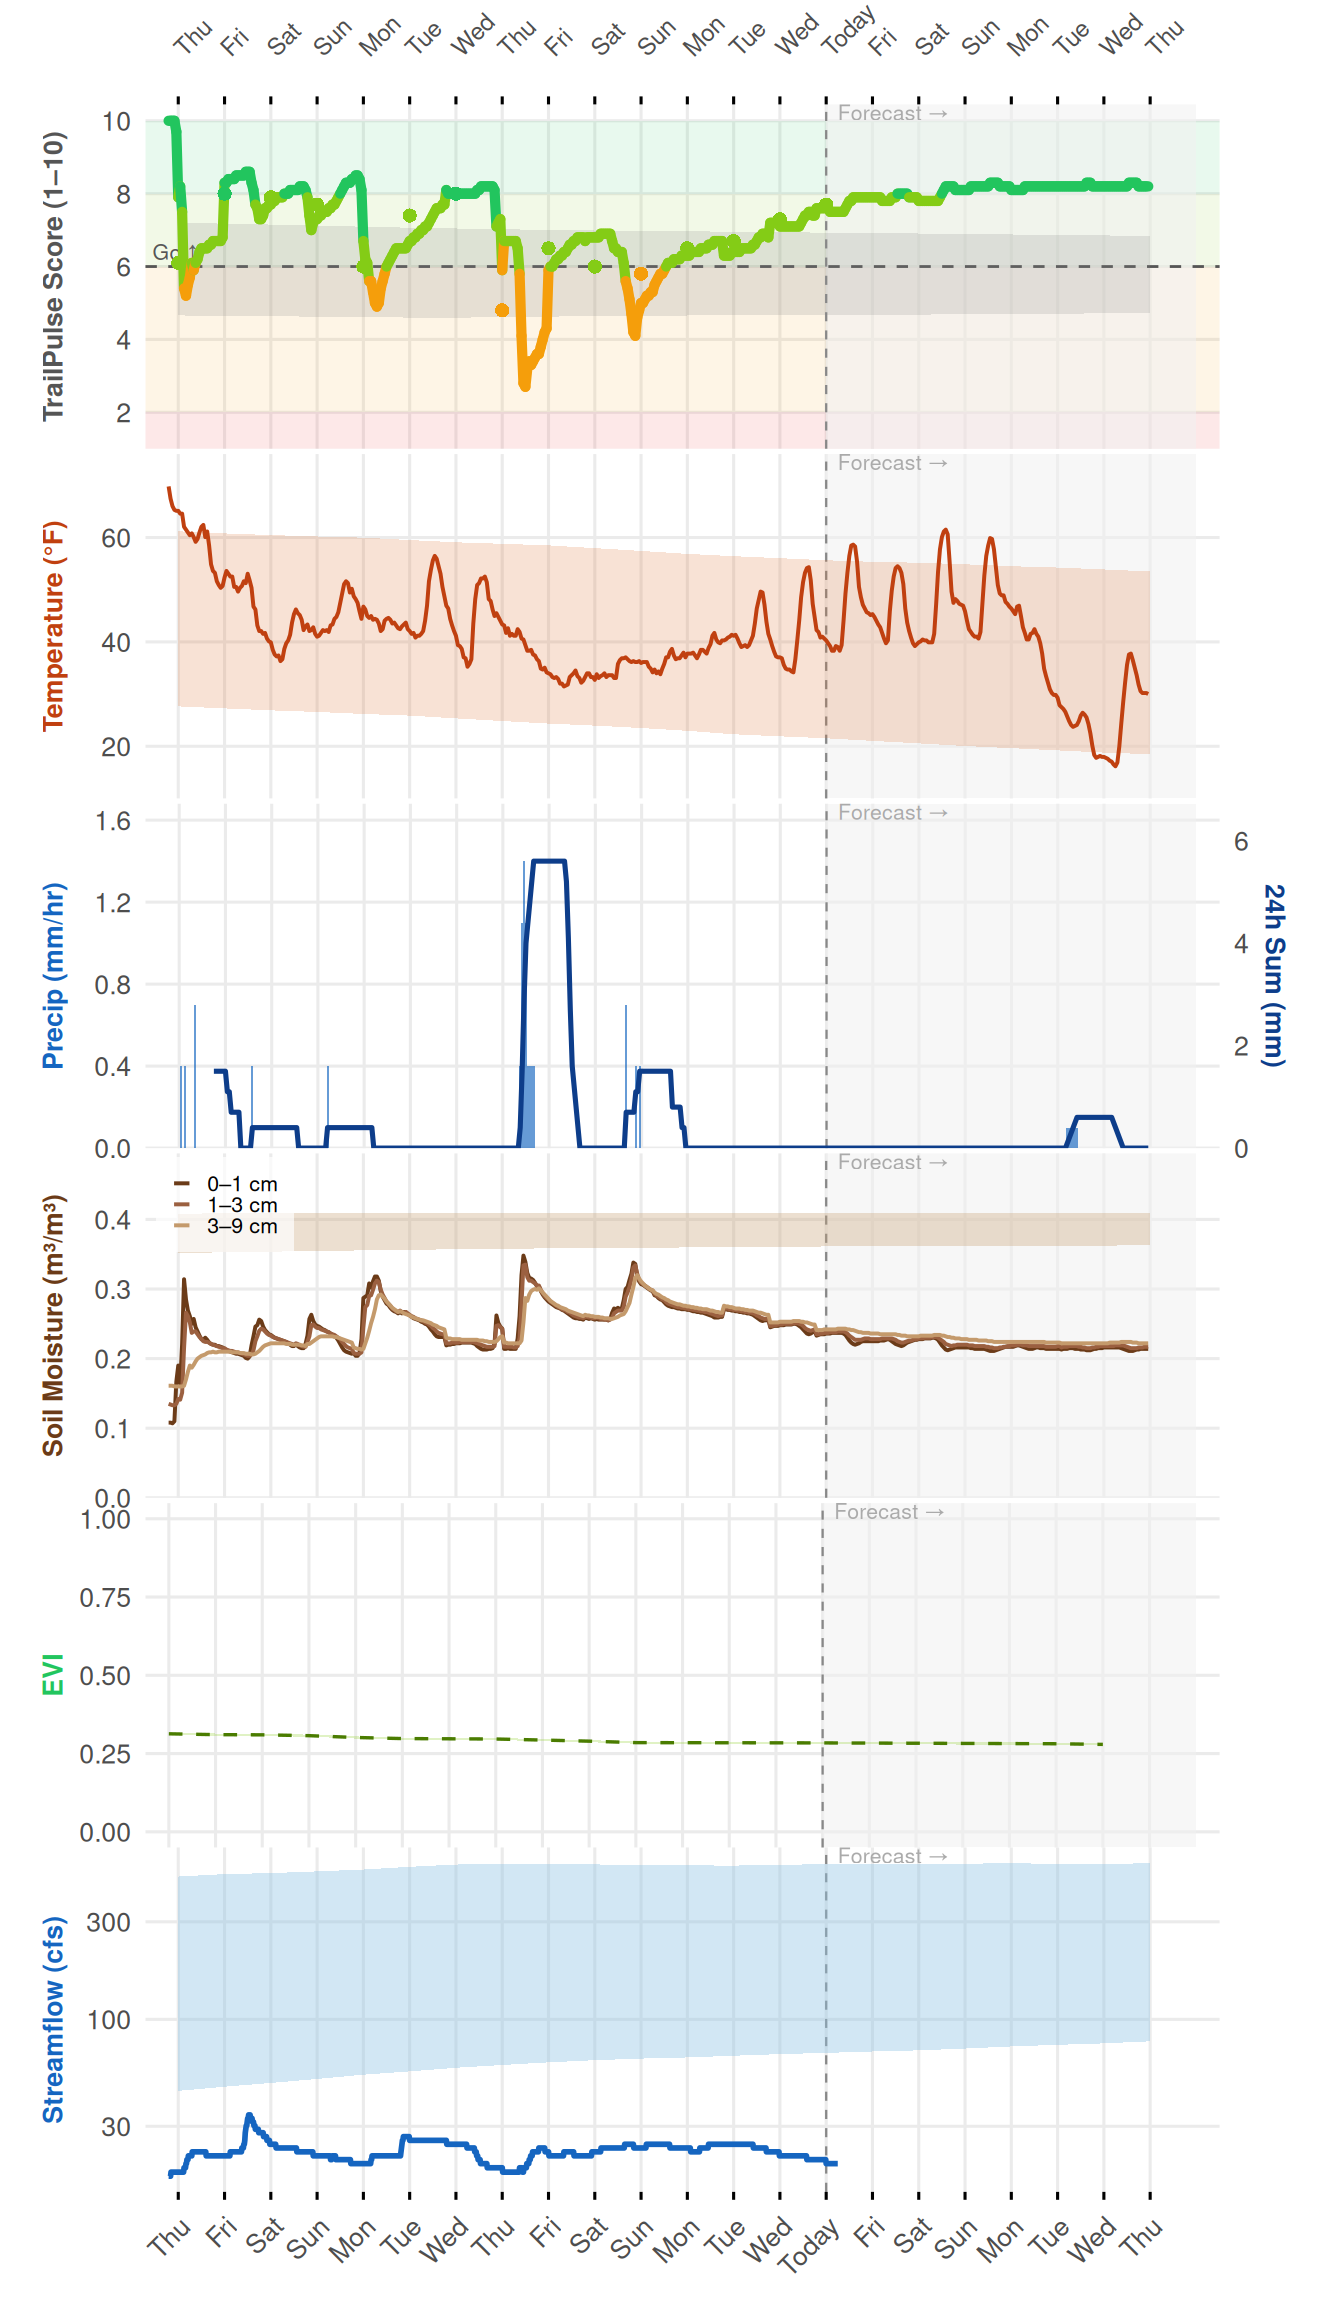 Thu Fri Sat Sun Mon Tue Wed Thu Fri Sat Sun Mon Tue Wed Today Fri Sat Sun Mon Tue Wed Thu
TrailPulse Score (1–10)
Forecast →
10
8
Go ↑
6
4
2
Temperature (°F)
Forecast →
60
40
20
Precip (mm/hr)
24h Sum (mm)
Forecast →
1.6
6
1.2
4
0.8
2
0.4
0.0
0
Soil Moisture (m³/m³)
Forecast →
0–1 cm
1–3 cm
3–9 cm
0.4
0.3
0.2
0.1
0.0
EVI
Forecast →
1.00
0.75
0.50
0.25
0.00
Streamflow (cfs)
Forecast →
300
100
30
Thu Fri Sat Sun Mon Tue Wed Thu Fri Sat Sun Mon Tue Wed Today Fri Sat Sun Mon Tue Wed Thu